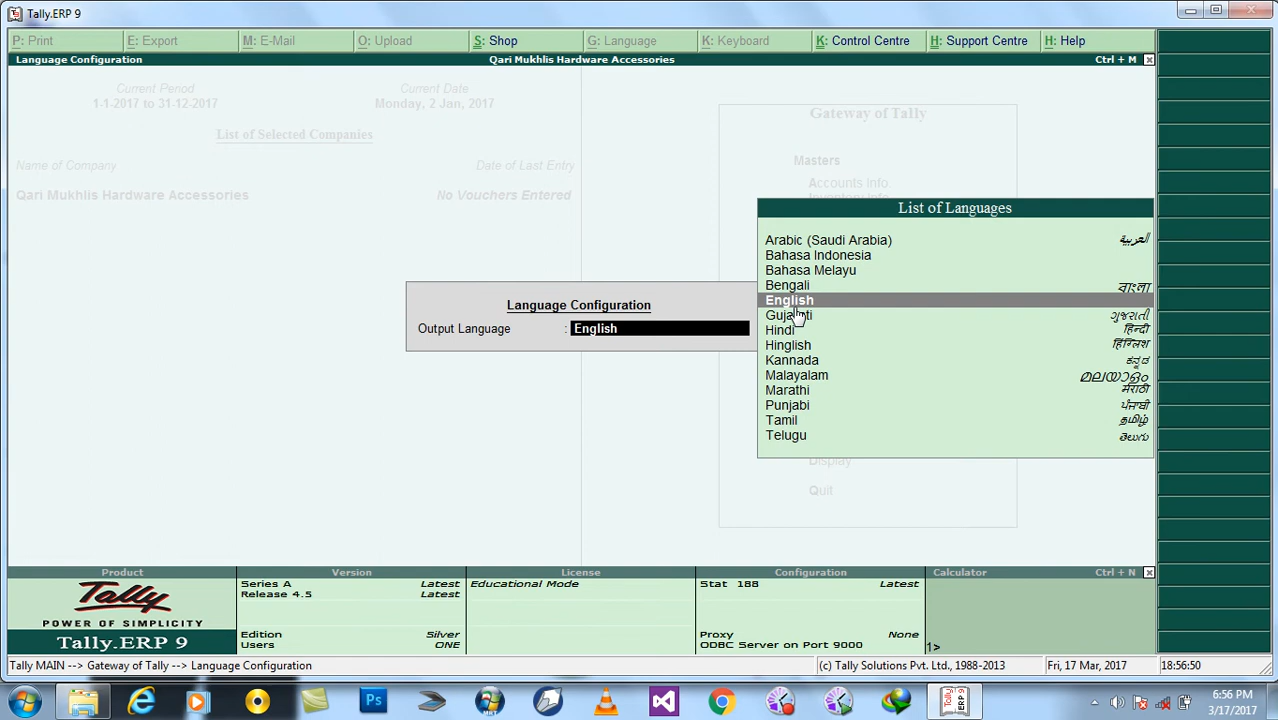 Tally.ERP 9
P: Print
E: Export
M: E-Mail
O: Upload
S: Shop
G: Language
K: Keyboard
K: Control Centre
H: Support Centre
H: Help
Language Configuration
Qari Mukhlis Hardware Accessories
Ctrl + M
Current Period
1-1-2017 to 31-12-2017
Current Date
Monday, 2 Jan, 2017
List of Selected Companies
Name of Company
Date of Last Entry
Qari Mukhlis Hardware Accessories
No Vouchers Entered
Gateway of Tally
Masters
Accounts Info.
Language Configuration
Output Language : English
List of Languages
Arabic (Saudi Arabia) العربية
Bahasa Indonesia
Bahasa Melayu
Bengali বাংলা
English
Gujarati ગુજરાતી
Hindi हिन्दी
Hinglish हिंग्लिश
Kannada ಕನ್ನಡ
Malayalam മലയാളം
Marathi मराठी
Punjabi ਪੰਜਾਬੀ
Tamil தமிழ்
Telugu తెలుగు
Display
Quit
Product
Tally
POWER OF SIMPLICITY
Tally.ERP 9
Version
Series A Latest
Release 4.5 Latest
Edition Silver
Users ONE
License
Educational Mode
Configuration
Stat 188 Latest
Proxy None
ODBC Server on Port 9000
Calculator
Ctrl + N
1>
Tally MAIN --> Gateway of Tally --> Language Configuration
(c) Tally Solutions Pvt. Ltd., 1988-2013
Fri, 17 Mar, 2017
18:56:50
Ps
ERP 9
6:56 PM
3/17/2017